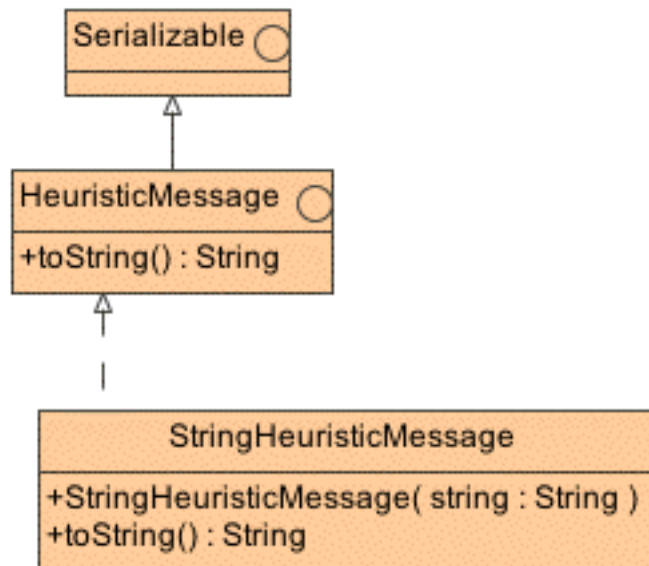 Serializable
HeuristicMessage
+toString() : String
StringHeuristicMessage
+StringHeuristicMessage( string : String )
+toString() : String